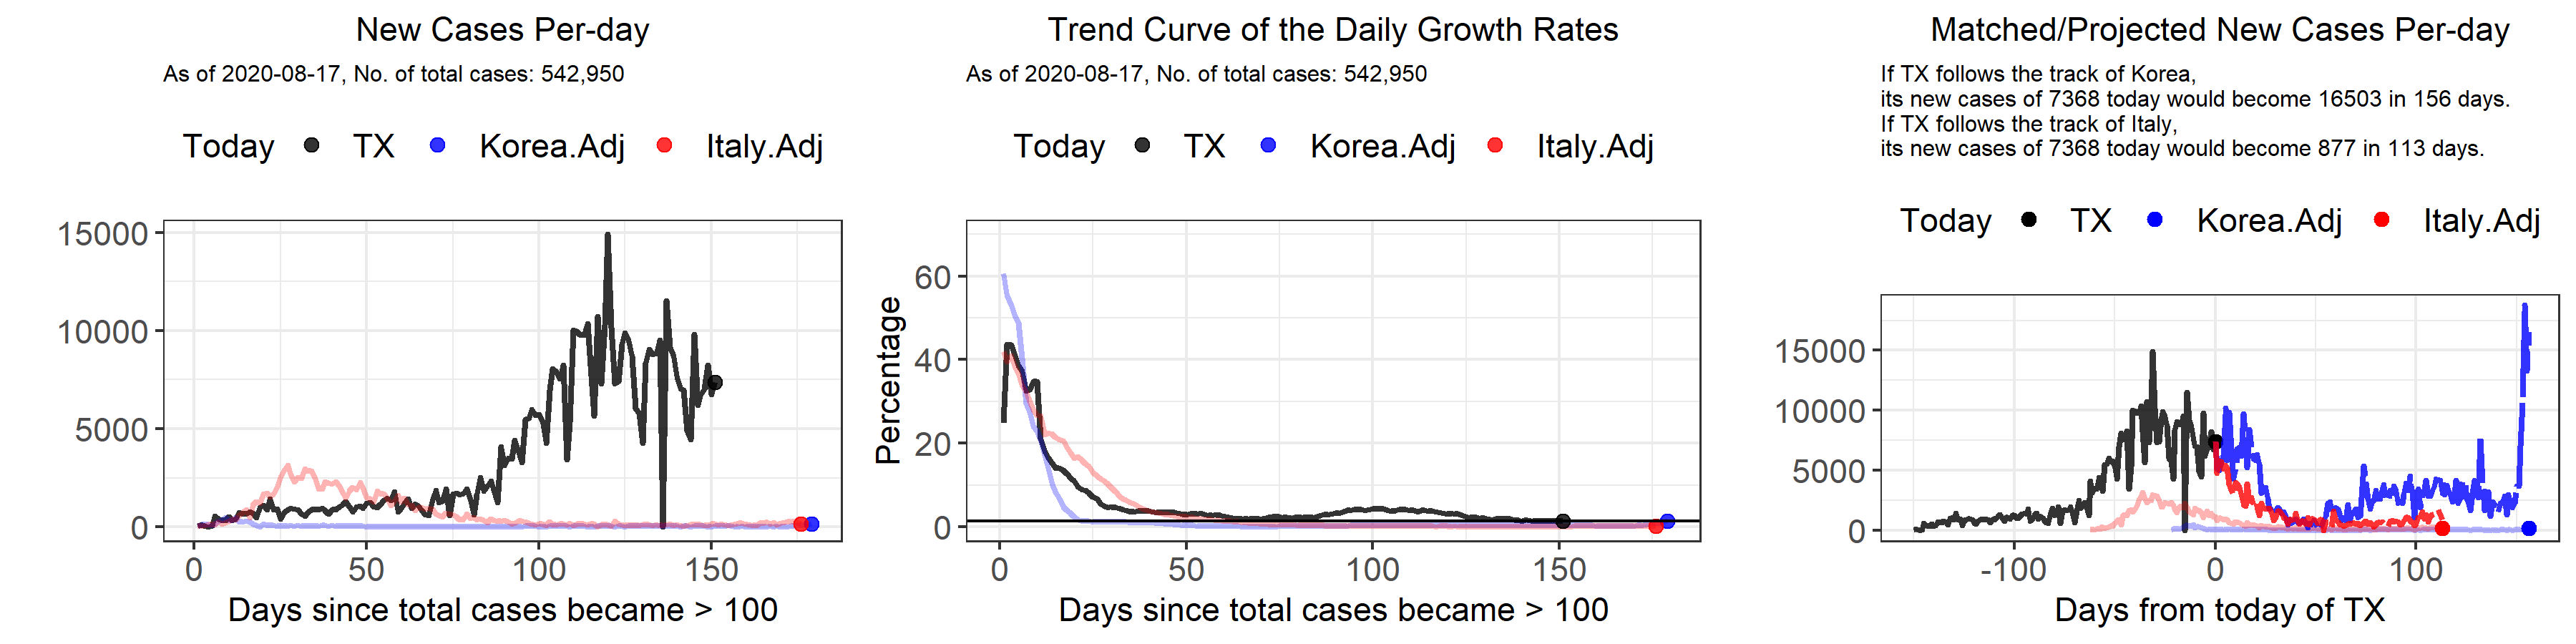 New Cases Per-day
As of 2020-08-17, No. of total cases: 542,950
Today TX Korea.Adj Italy.Adj
15000
10000
5000
0
0 50 100 150
Days since total cases became > 100
Trend Curve of the Daily Growth Rates
As of 2020-08-17, No. of total cases: 542,950
Today TX Korea.Adj Italy.Adj
Percentage
60
40
20
0
0 50 100 150
Days since total cases became > 100
Matched/Projected New Cases Per-day
If TX follows the track of Korea,
its new cases of 7368 today would become 16503 in 156 days.
If TX follows the track of Italy,
its new cases of 7368 today would become 877 in 113 days.
Today TX Korea.Adj Italy.Adj
15000
10000
5000
0
-100 0 100
Days from today of TX